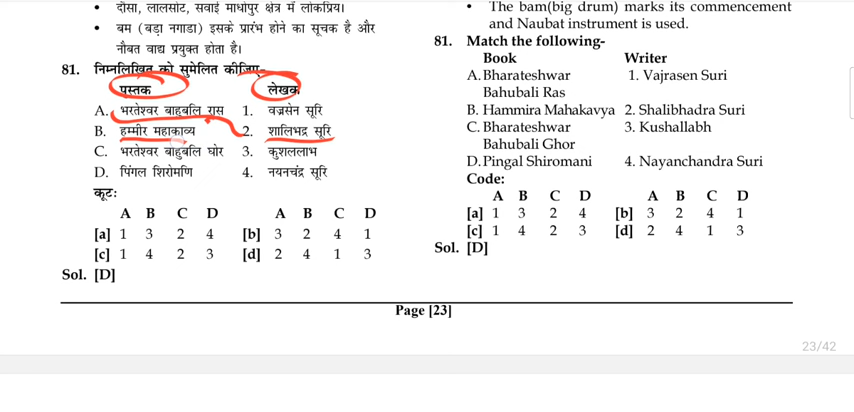 • दौसा, लालसोट, सवाई माधोपुर क्षेत्र में लोकप्रिय।
• बम (बड़ा नगाडा) इसके प्रारंभ होने का सूचक है और
नौबत वाद्य प्रयुक्त होता है।
81. निम्नलिखित को सुमेलित कीजिए-
पुस्तक लेखक
A. भरतेश्वर बाहुबलि रास 1. वज्रसेन सूरि
B. हम्मीर महाकाव्य 2. शालिभद्र सूरि
C. भरतेश्वर बाहुबलि घोर 3. कुशललाभ
D. पिंगल शिरोमणि 4. नयनचंद्र सूरि
कूटः
A B C D A B C D
[a] 1 3 2 4 [b] 3 2 4 1
[c] 1 4 2 3 [d] 2 4 1 3
Sol. [D]
• The bam(big drum) marks its commencement
and Naubat instrument is used.
81. Match the following-
Book Writer
A. Bharateshwar 1. Vajrasen Suri
Bahubali Ras
B. Hammira Mahakavya 2. Shalibhadra Suri
C. Bharateshwar 3. Kushallabh
Bahubali Ghor
D. Pingal Shiromani 4. Nayanchandra Suri
Code:
A B C D A B C D
[a] 1 3 2 4 [b] 3 2 4 1
[c] 1 4 2 3 [d] 2 4 1 3
Sol. [D]
Page [23]
23/42